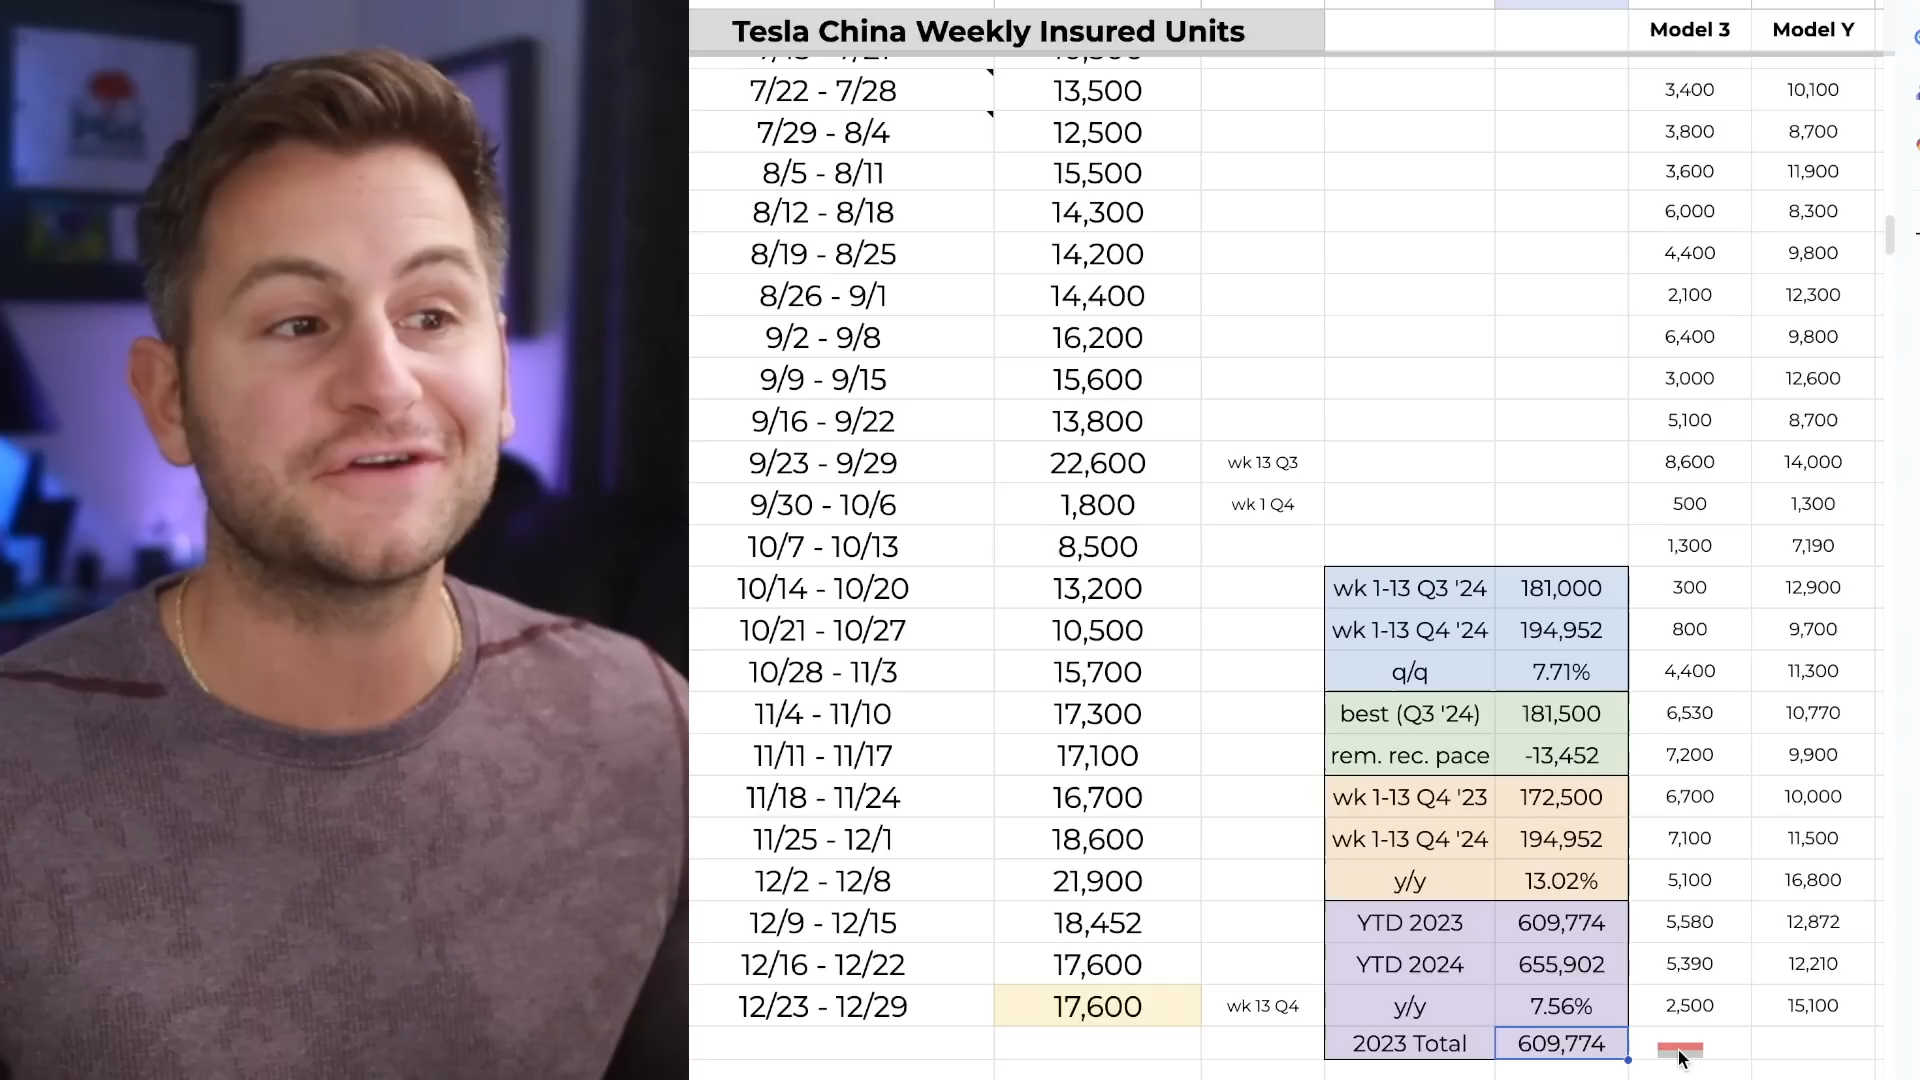 Tesla China Weekly Insured Units Model 3 Model Y
7/22 - 7/28 13,500 3,400 10,100
7/29 - 8/4 12,500 3,800 8,700
8/5 - 8/11 15,500 3,600 11,900
8/12 - 8/18 14,300 6,000 8,300
8/19 - 8/25 14,200 4,400 9,800
8/26 - 9/1 14,400 2,100 12,300
9/2 - 9/8 16,200 6,400 9,800
9/9 - 9/15 15,600 3,000 12,600
9/16 - 9/22 13,800 5,100 8,700
9/23 - 9/29 22,600 wk 13 Q3 8,600 14,000
9/30 - 10/6 1,800 wk 1 Q4 500 1,300
10/7 - 10/13 8,500 1,300 7,190
10/14 - 10/20 13,200 wk 1-13 Q3 '24 181,000 300 12,900
10/21 - 10/27 10,500 wk 1-13 Q4 '24 194,952 800 9,700
10/28 - 11/3 15,700 q/q 7.71% 4,400 11,300
11/4 - 11/10 17,300 best (Q3 '24) 181,500 6,530 10,770
11/11 - 11/17 17,100 rem. rec. pace -13,452 7,200 9,900
11/18 - 11/24 16,700 wk 1-13 Q4 '23 172,500 6,700 10,000
11/25 - 12/1 18,600 wk 1-13 Q4 '24 194,952 7,100 11,500
12/2 - 12/8 21,900 y/y 13.02% 5,100 16,800
12/9 - 12/15 18,452 YTD 2023 609,774 5,580 12,872
12/16 - 12/22 17,600 YTD 2024 655,902 5,390 12,210
12/23 - 12/29 17,600 wk 13 Q4 y/y 7.56% 2,500 15,100
2023 Total 609,774